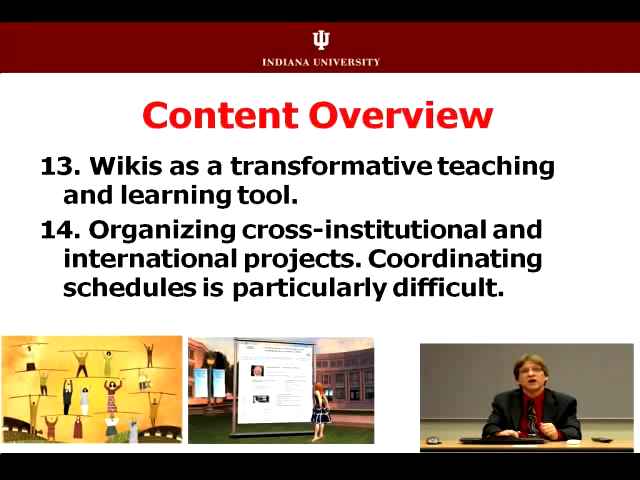 INDIANA UNIVERSITY
Content Overview
13. Wikis as a transformative teaching
and learning tool.
14. Organizing cross-institutional and
international projects. Coordinating
schedules is particularly difficult.